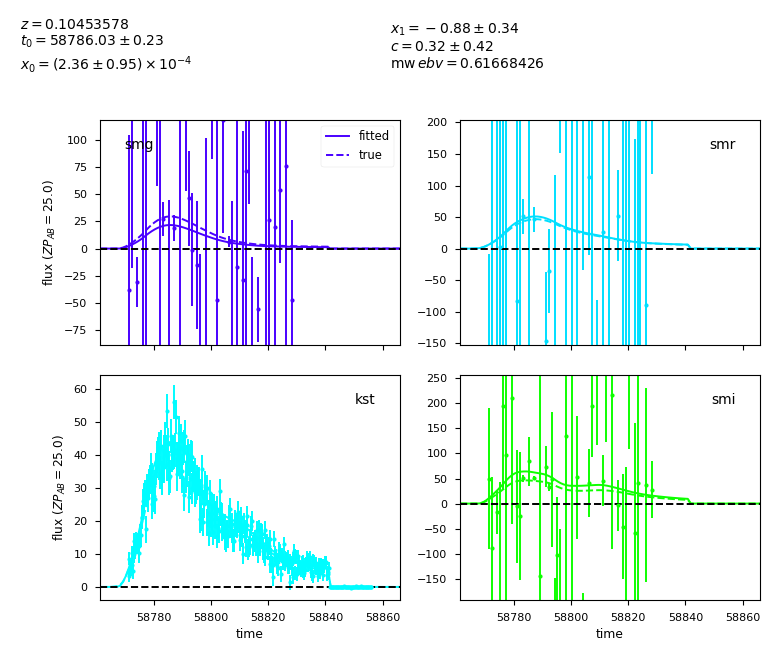 z = 0.10453578
t₀ = 58786.03 ± 0.23
x₀ = (2.36 ± 0.95) × 10⁻⁴
x₁ = −0.88 ± 0.34
c = 0.32 ± 0.42
mw ebv = 0.61668426
smg
fitted
true
100
75
50
25
0
−25
−50
−75
flux (ZP_AB = 25.0)
smr
200
150
100
50
0
−50
−100
−150
kst
60
50
40
30
20
10
0
flux (ZP_AB = 25.0)
58780 58800 58820 58840 58860
time
smi
250
200
150
100
50
0
−50
−100
−150
58780 58800 58820 58840 58860
time